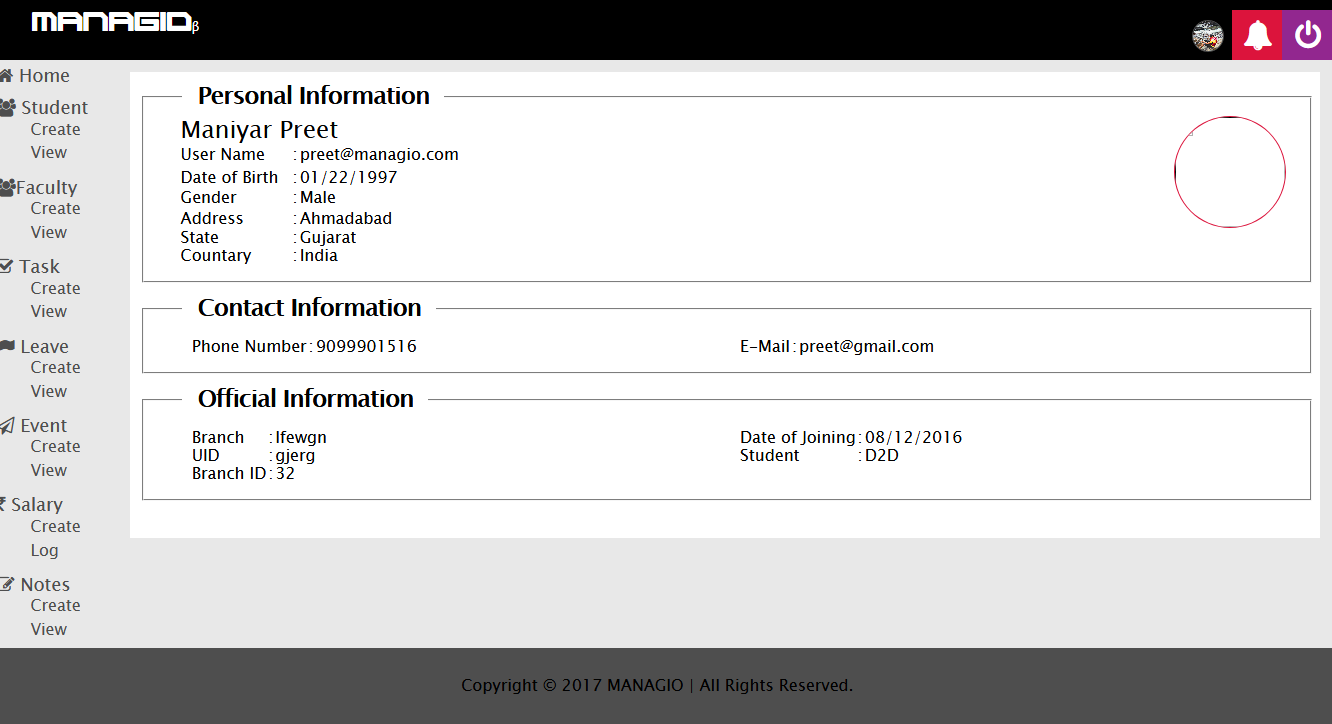 MANAGIOβ
Home
Student
Create
View
Faculty
Create
View
Task
Create
View
Leave
Create
View
Event
Create
View
Salary
Create
Log
Notes
Create
View
Personal Information
Maniyar Preet
User Name : preet@managio.com
Date of Birth : 01/22/1997
Gender : Male
Address : Ahmadabad
State : Gujarat
Countary : India
Contact Information
Phone Number : 9099901516 E-Mail : preet@gmail.com
Official Information
Branch : lfewgn Date of Joining : 08/12/2016
UID : gjerg Student : D2D
Branch ID : 32
Copyright © 2017 MANAGIO | All Rights Reserved.